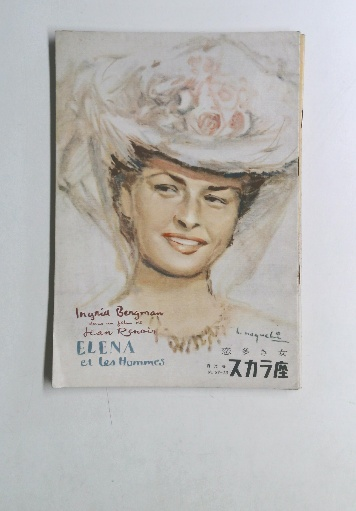 Ingrid Bergman
dans un film de
Jean Renoir
ELENA
et les Hommes
恋多き女
スカラ座